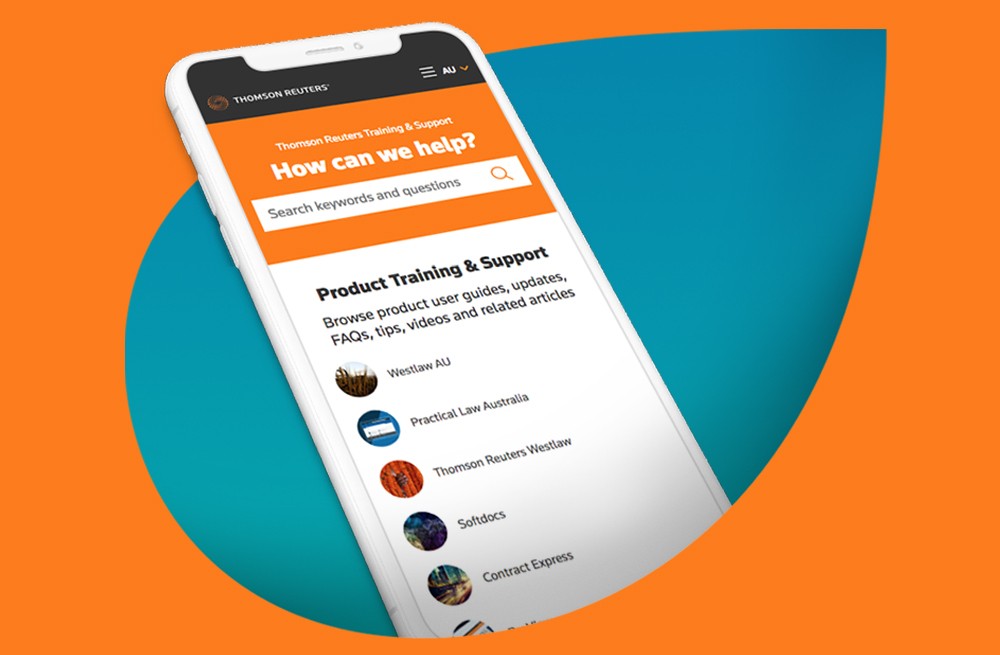 THOMSON REUTERS®
AU
Thomson Reuters Training & Support
How can we help?
Search keywords and questions
Product Training & Support
Browse product user guides, updates,
FAQs, tips, videos and related articles
Westlaw AU
Practical Law Australia
Thomson Reuters Westlaw
Softdocs
Contract Express